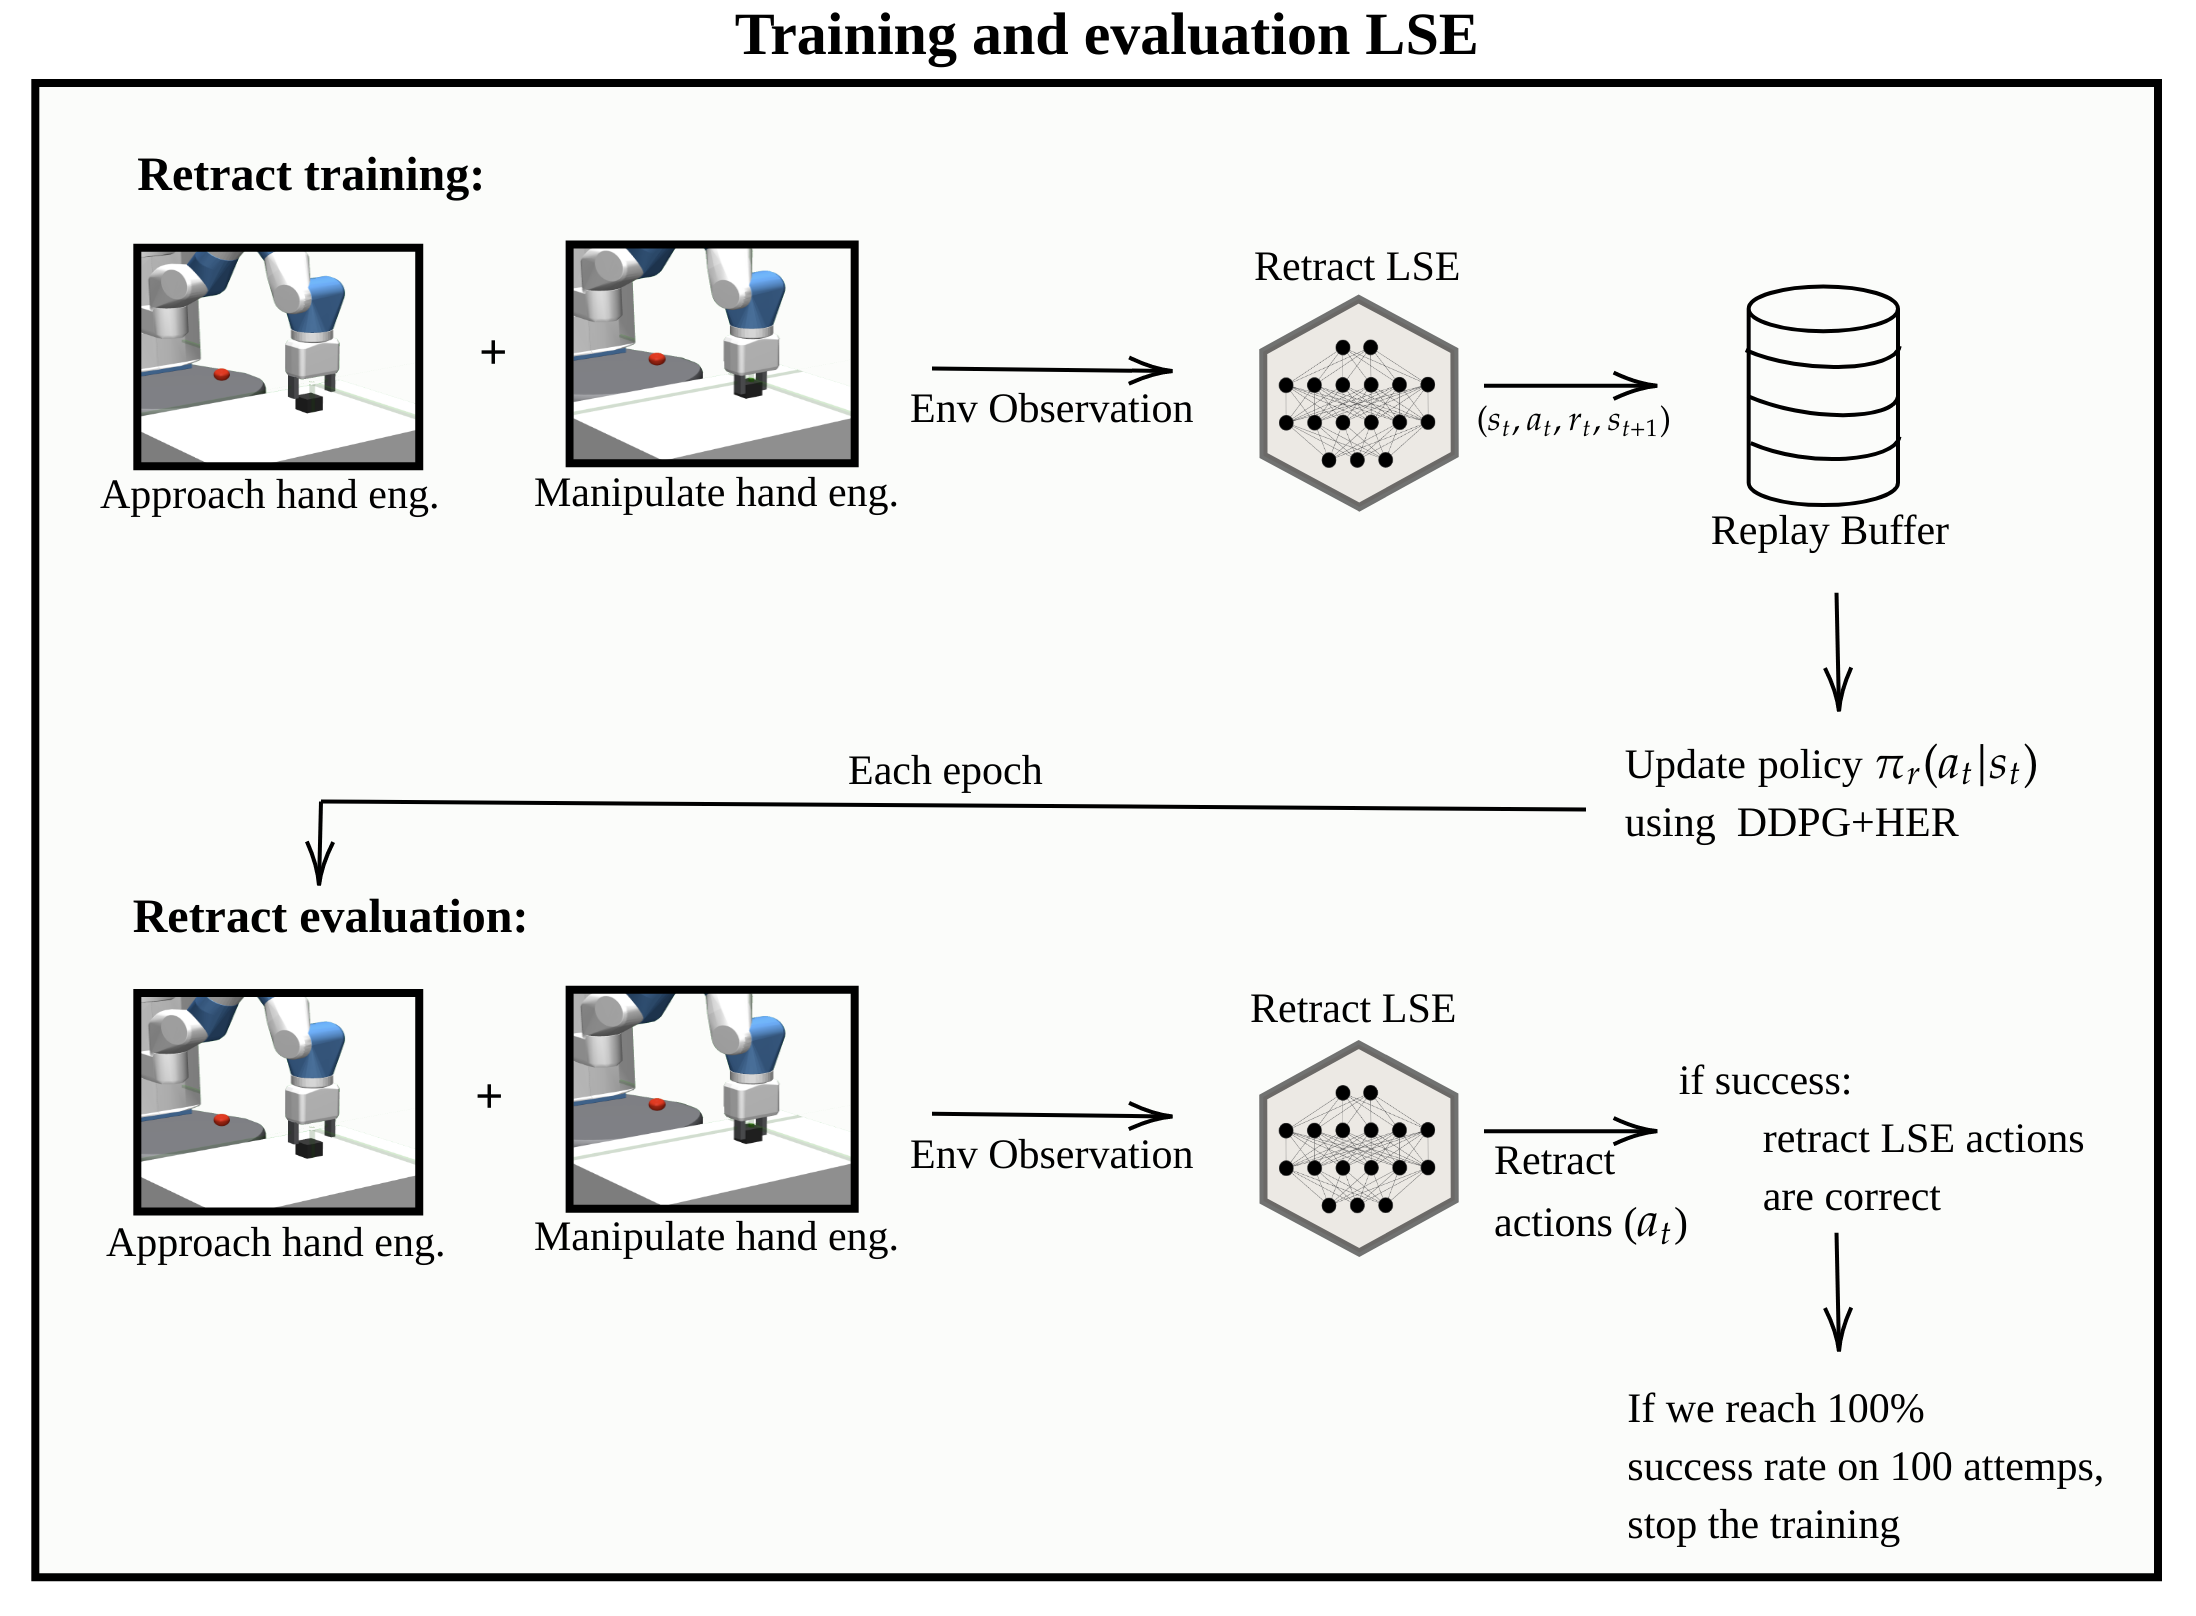 Training and evaluation LSE
Retract training:
+
Approach hand eng.
Manipulate hand eng.
Env Observation
Retract LSE
(s_t, a_t, r_t, s_{t+1})
Replay Buffer
Update policy π_r(a_t|s_t)
using DDPG+HER
Each epoch
Retract evaluation:
+
Approach hand eng.
Manipulate hand eng.
Env Observation
Retract LSE
Retract
actions (a_t)
if success:
retract LSE actions
are correct
If we reach 100%
success rate on 100 attemps,
stop the training